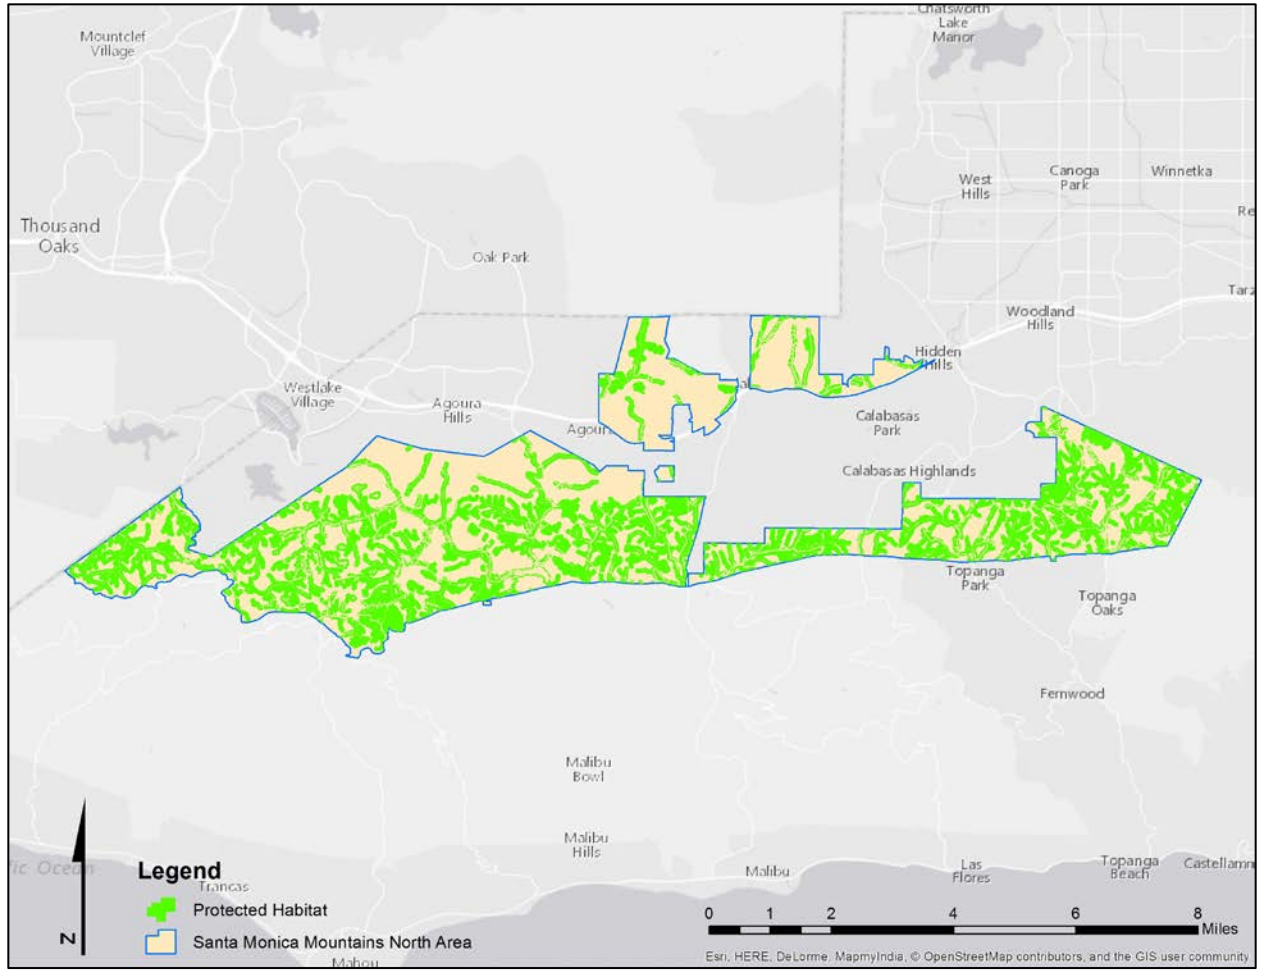 Chatsworth
Lake
Manor
Mountclef
Village
West
Hills
Canoga
Park
Winnetka
Thousand
Oaks
Oak Park
Woodland
Hills
Hidden
Hills
Westlake
Village
Agoura
Hills
Calabasas
Park
Calabasas Highlands
Topanga
Park
Topanga
Oaks
Fernwood
Malibu
Bowl
Malibu
Hills
Malibu
Las
Flores
Topanga
Beach
Castellamm
fic Ocean
Legend
Trancas
Protected Habitat
Santa Monica Mountains North Area
N
0 1 2 4 6 8
Miles
Esri, HERE, DeLorme, MapmyIndia, © OpenStreetMap contributors, and the GIS user community